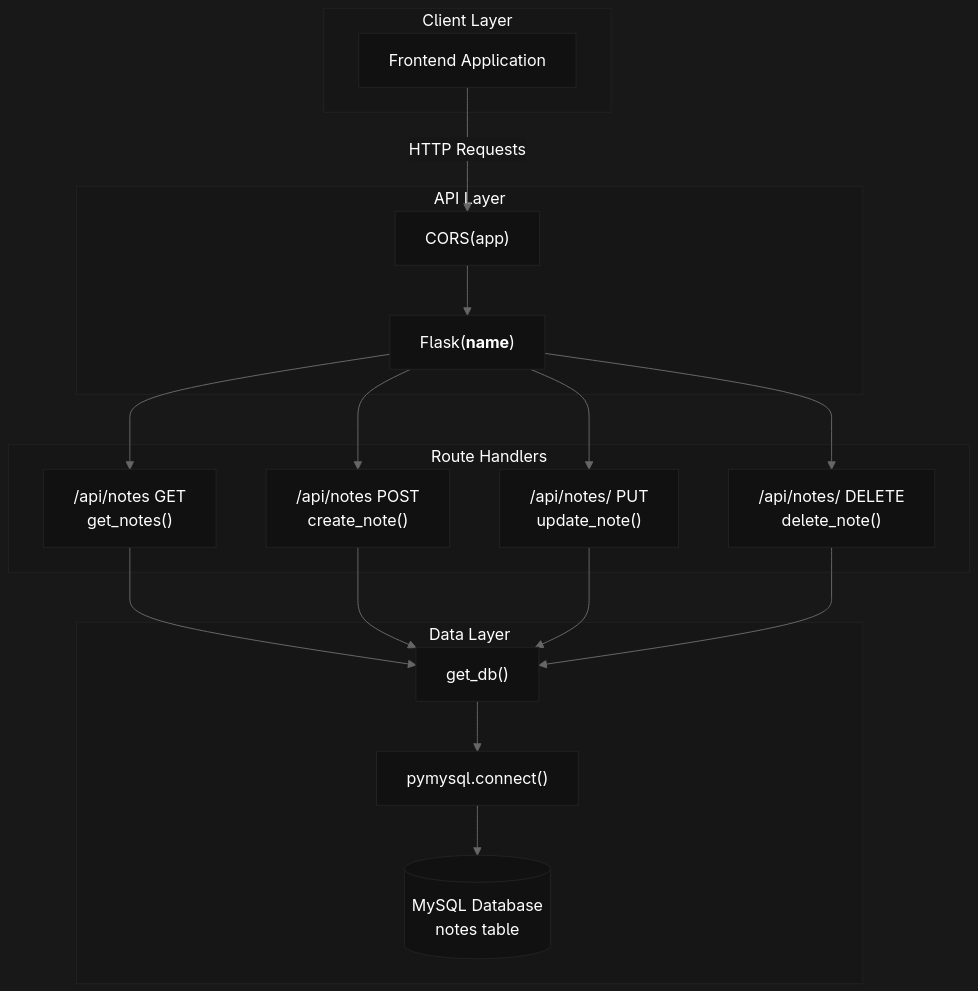 Client Layer
Frontend Application
HTTP Requests
API Layer
CORS(app)
Flask(name)
Route Handlers
/api/notes GET
get_notes()
/api/notes POST
create_note()
/api/notes/ PUT
update_note()
/api/notes/ DELETE
delete_note()
Data Layer
get_db()
pymysql.connect()
MySQL Database
notes table